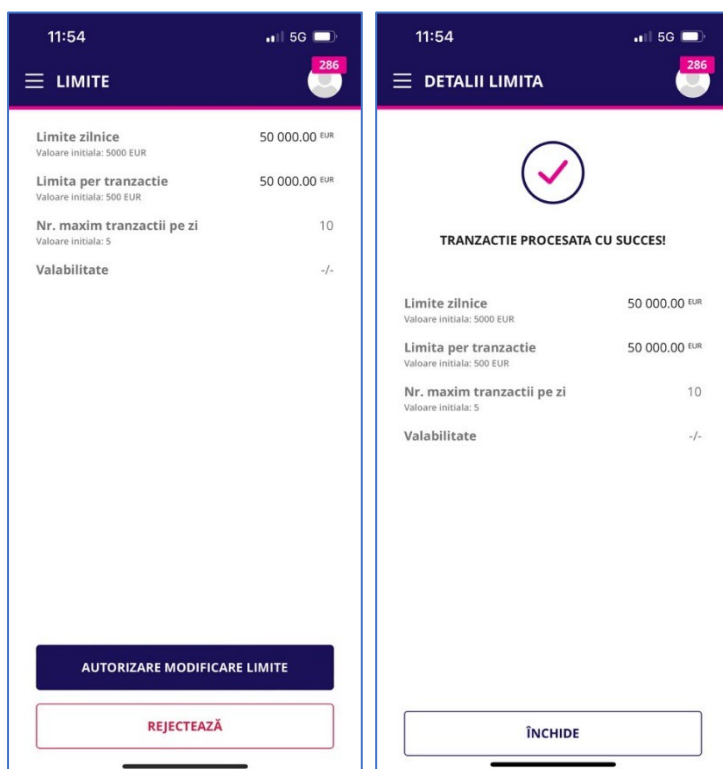 11:54
5G
LIMITE
286
Limite zilnice 50 000.00 EUR
Valoare initiala: 5000 EUR
Limita per tranzactie 50 000.00 EUR
Valoare initiala: 500 EUR
Nr. maxim tranzactii pe zi 10
Valoare initiala: 5
Valabilitate -/-
AUTORIZARE MODIFICARE LIMITE
REJECTEAZĂ
11:54
5G
DETALII LIMITA
286
TRANZACTIE PROCESATA CU SUCCES!
Limite zilnice 50 000.00 EUR
Valoare initiala: 5000 EUR
Limita per tranzactie 50 000.00 EUR
Valoare initiala: 500 EUR
Nr. maxim tranzactii pe zi 10
Valoare initiala: 5
Valabilitate -/-
ÎNCHIDE